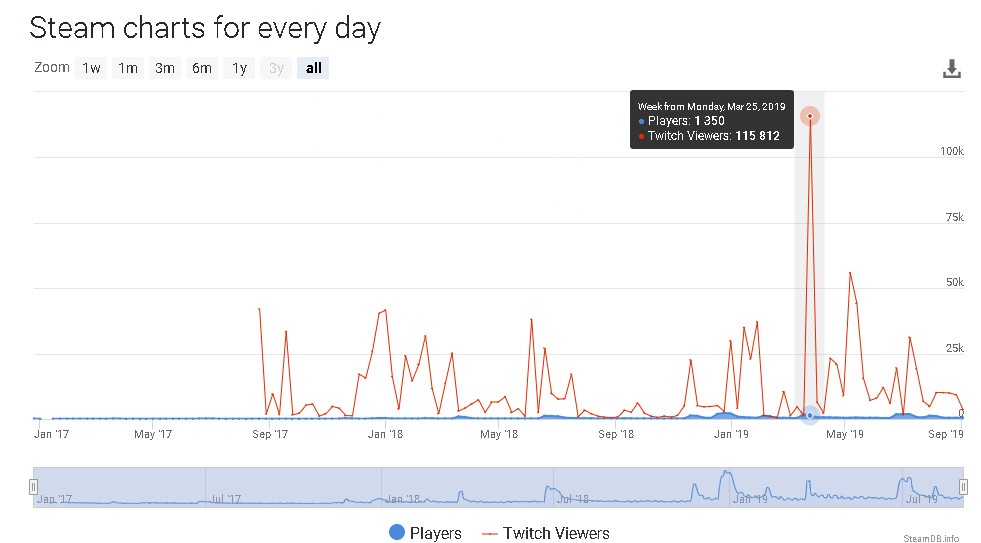 Steam charts for every day
Zoom 1w 1m 3m 6m 1y 3y all
Week from Monday, Mar 25, 2019
Players: 1 350
Twitch Viewers: 115 812
100k
75k
50k
25k
0
Jan '17 May '17 Sep '17 Jan '18 May '18 Sep '18 Jan '19 May '19 Sep '19
Jan '17 Jul '17 Jan '18 Jul '18 Jan '19 Jul '19
Players Twitch Viewers
SteamDB.info